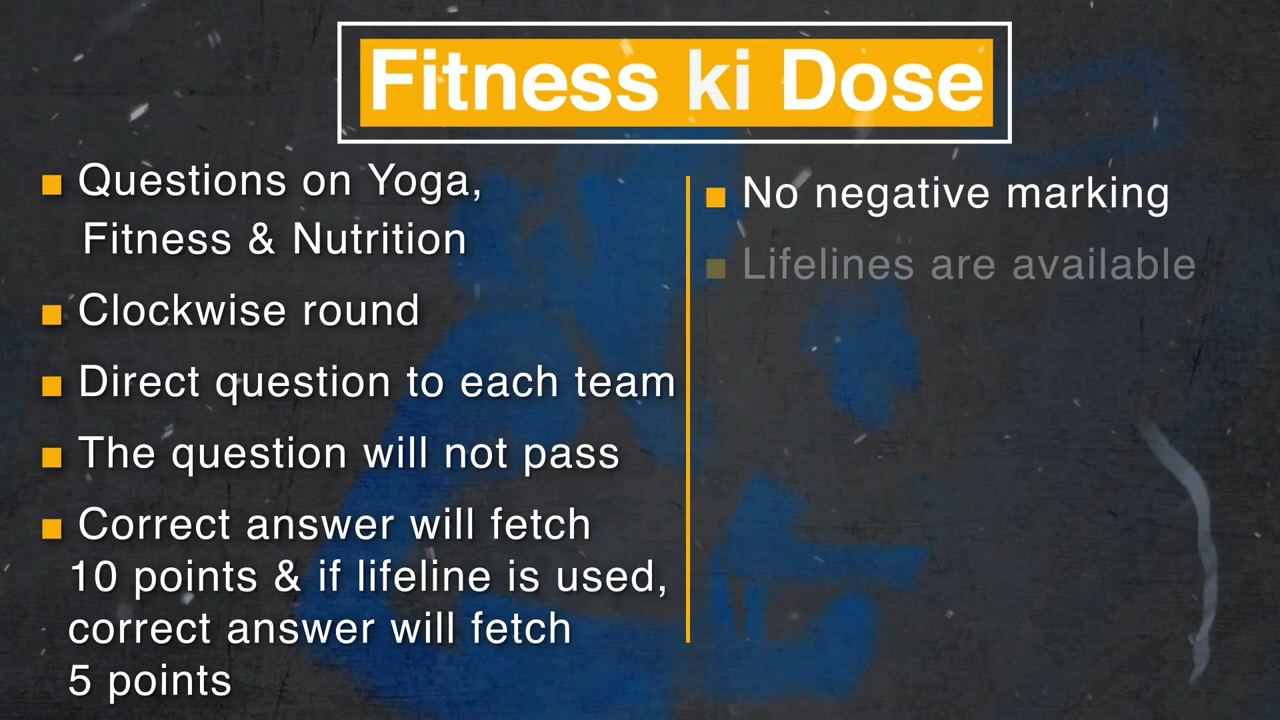 Fitness ki Dose
Questions on Yoga,
Fitness & Nutrition
Clockwise round
Direct question to each team
The question will not pass
Correct answer will fetch
10 points & if lifeline is used,
correct answer will fetch
5 points
No negative marking
Lifelines are available